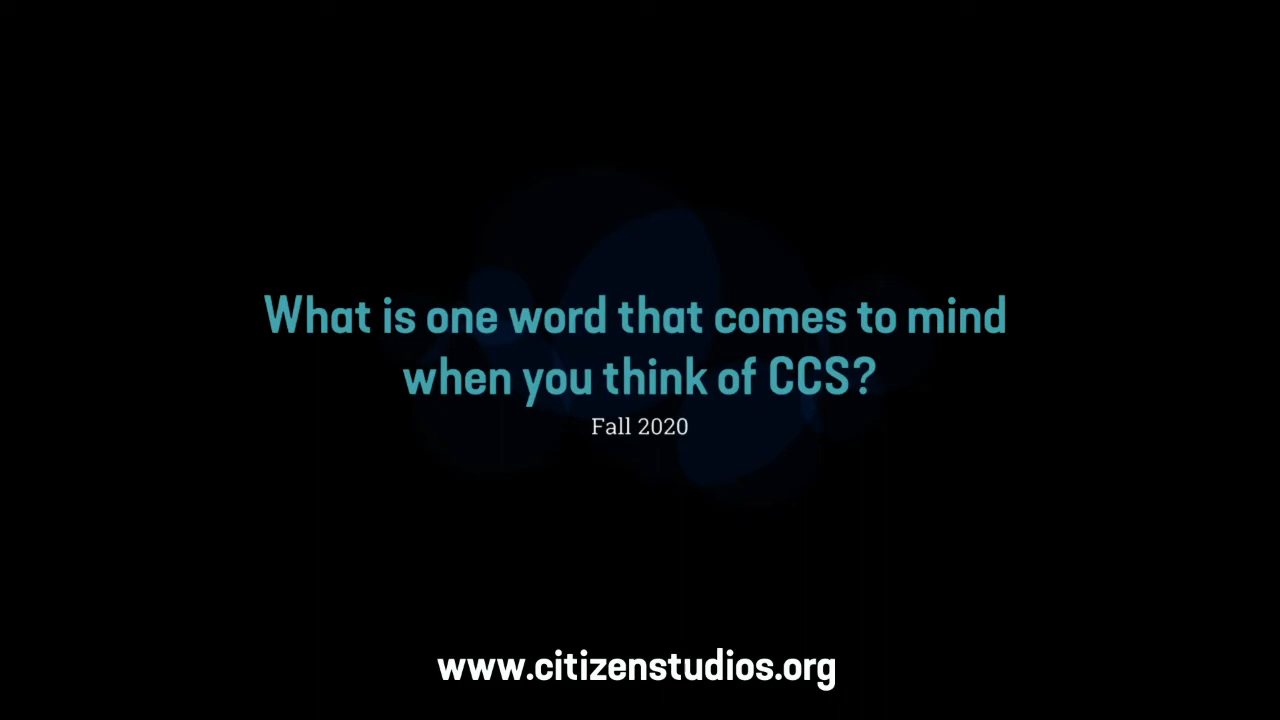 What is one word that comes to mind
when you think of CCS?
Fall 2020
www.citizenstudios.org